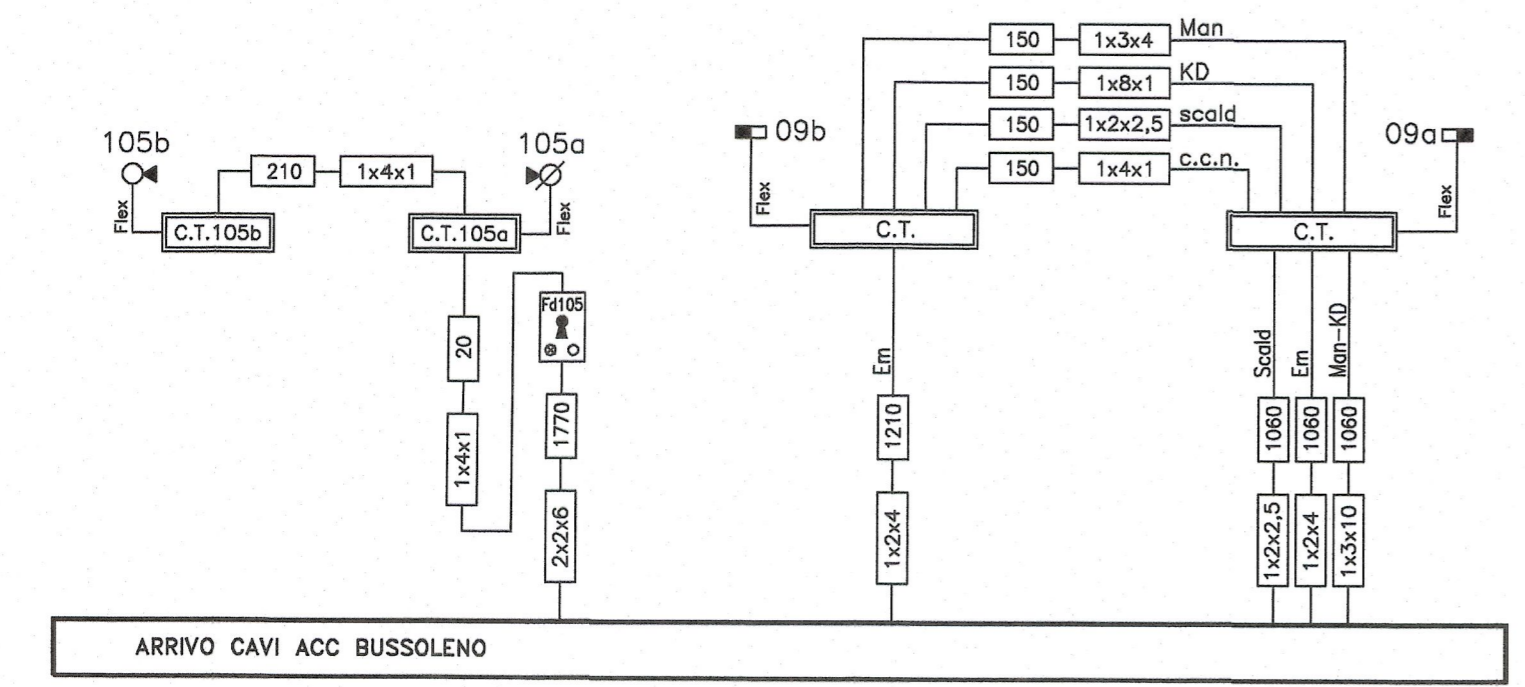 150 1x3x4 Man
150 1x8x1 KD
150 1x2x2,5 scald
150 1x4x1 c.c.n.
105b
105a
09b
09a
210 1x4x1
Flex
Flex
Flex
Flex
C.T.105b
C.T.105a
C.T.
C.T.
Fd105
20
1x4x1
1770
2x2x6
Em
1210
1x2x4
Scald
Em
Man-KD
1060
1060
1060
1x2x2,5
1x2x4
1x3x10
ARRIVO CAVI ACC BUSSOLENO